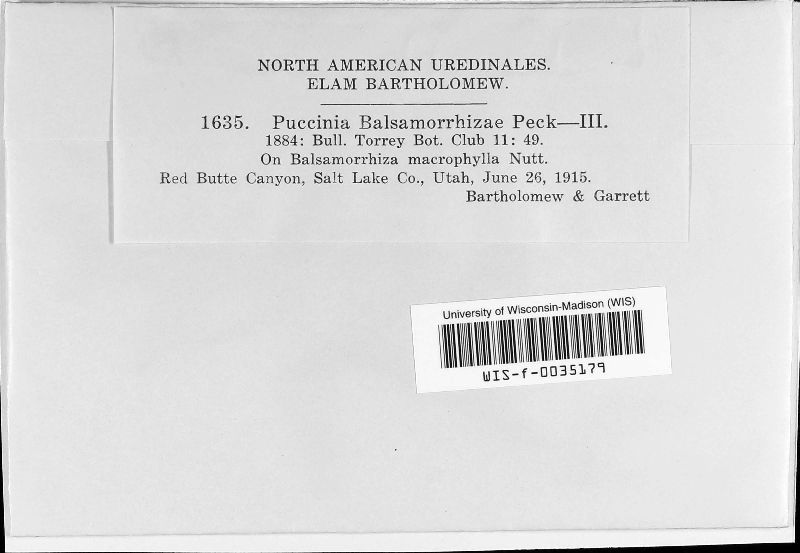 NORTH AMERICAN UREDINALES.
ELAM BARTHOLOMEW.
1635. Puccinia Balsamorrhizae Peck—III.
1884: Bull. Torrey Bot. Club 11: 49.
On Balsamorrhiza macrophylla Nutt.
Red Butte Canyon, Salt Lake Co., Utah, June 26, 1915.
Bartholomew & Garrett
University of Wisconsin-Madison (WIS)
WIS-f-0035179